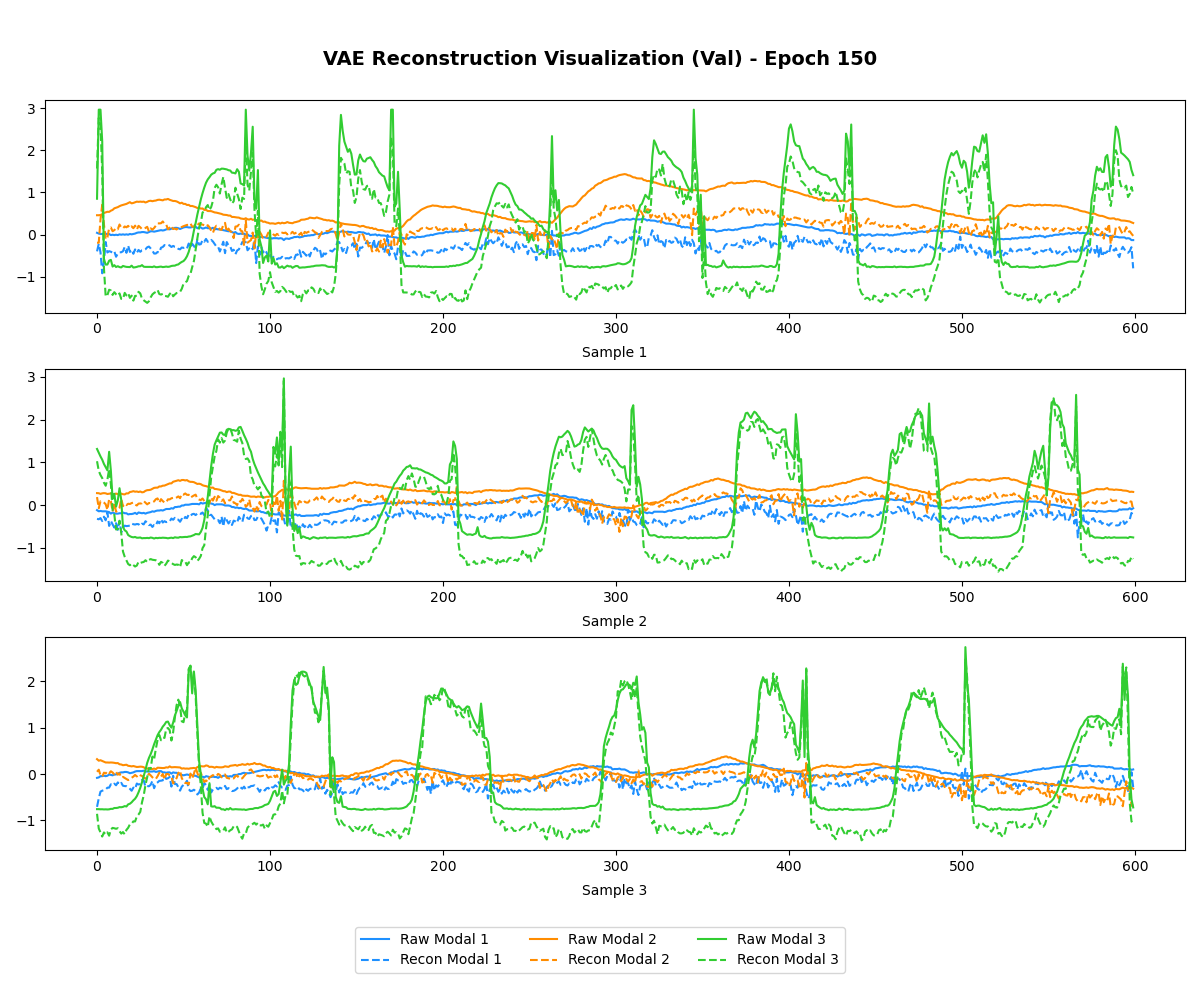 VAE Reconstruction Visualization (Val) - Epoch 150
3
2
1
0
−1
0 100 200 300 400 500 600
Sample 1
3
2
1
0
−1
0 100 200 300 400 500 600
Sample 2
2
1
0
−1
0 100 200 300 400 500 600
Sample 3
Raw Modal 1 Raw Modal 2 Raw Modal 3
Recon Modal 1 Recon Modal 2 Recon Modal 3